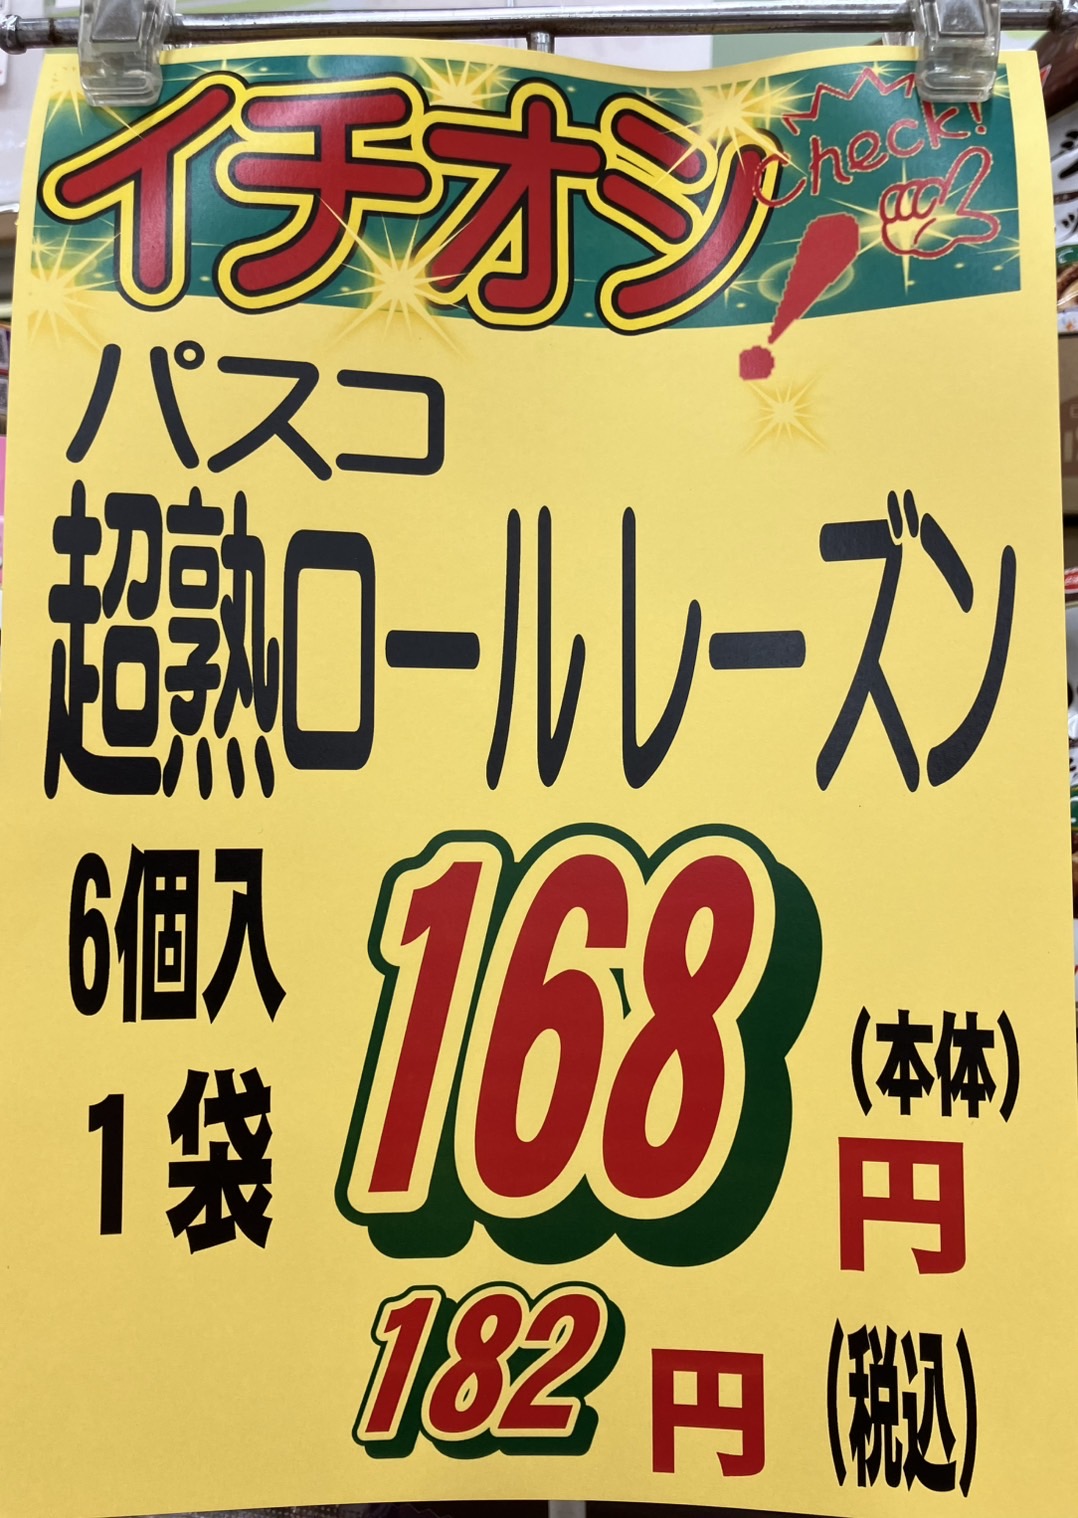 イチオシ
Check!
!
パスコ
超熟ロールレーズン
6個入
1袋
168
(本体)
円
182円(税込)